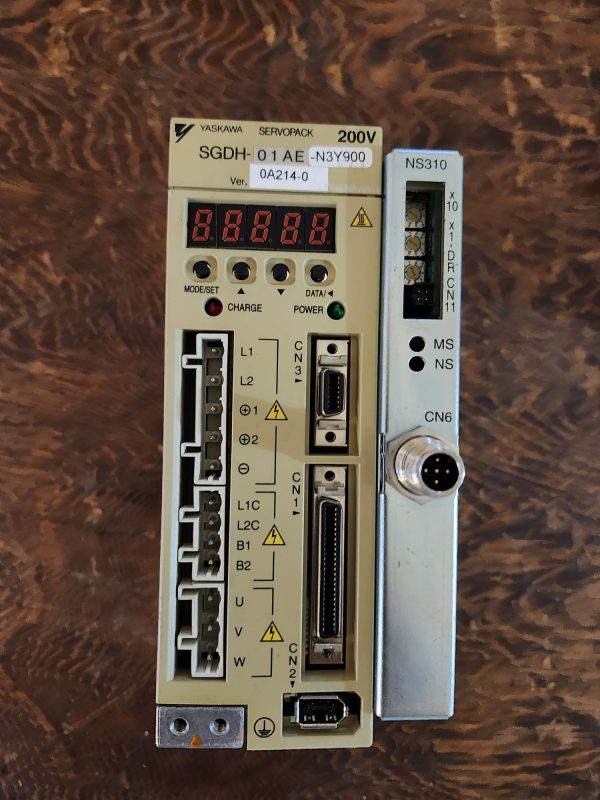 YASKAWA SERVOPACK 200V
SGDH-01AE-N3Y900
Ver. 0A214-0
MODE/SET ▲ ▼ DATA/◀
CHARGE POWER
L1
L2
⊕1
⊕2
⊖
L1C
L2C
B1
B2
U
V
W
CN3
CN1
CN2
NS310
x10
x1
DR
CN11
MS
NS
CN6